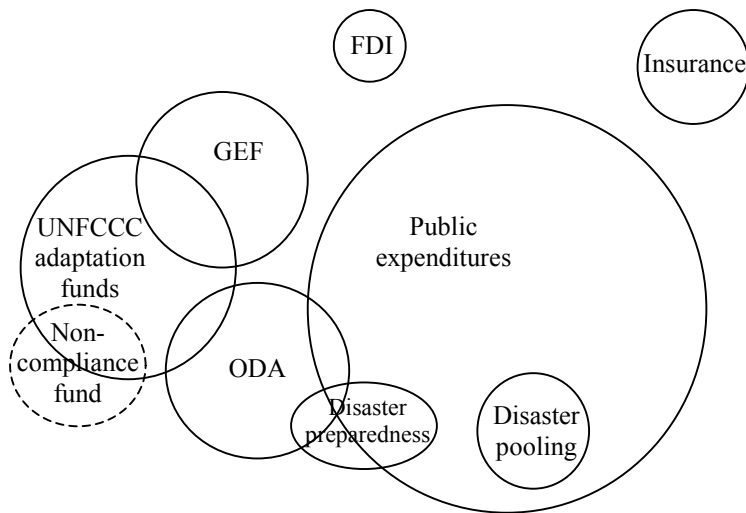 FDI
Insurance
GEF
UNFCCC
adaptation
funds
Public
expenditures
Non-
compliance
fund
ODA
Disaster
preparedness
Disaster
pooling